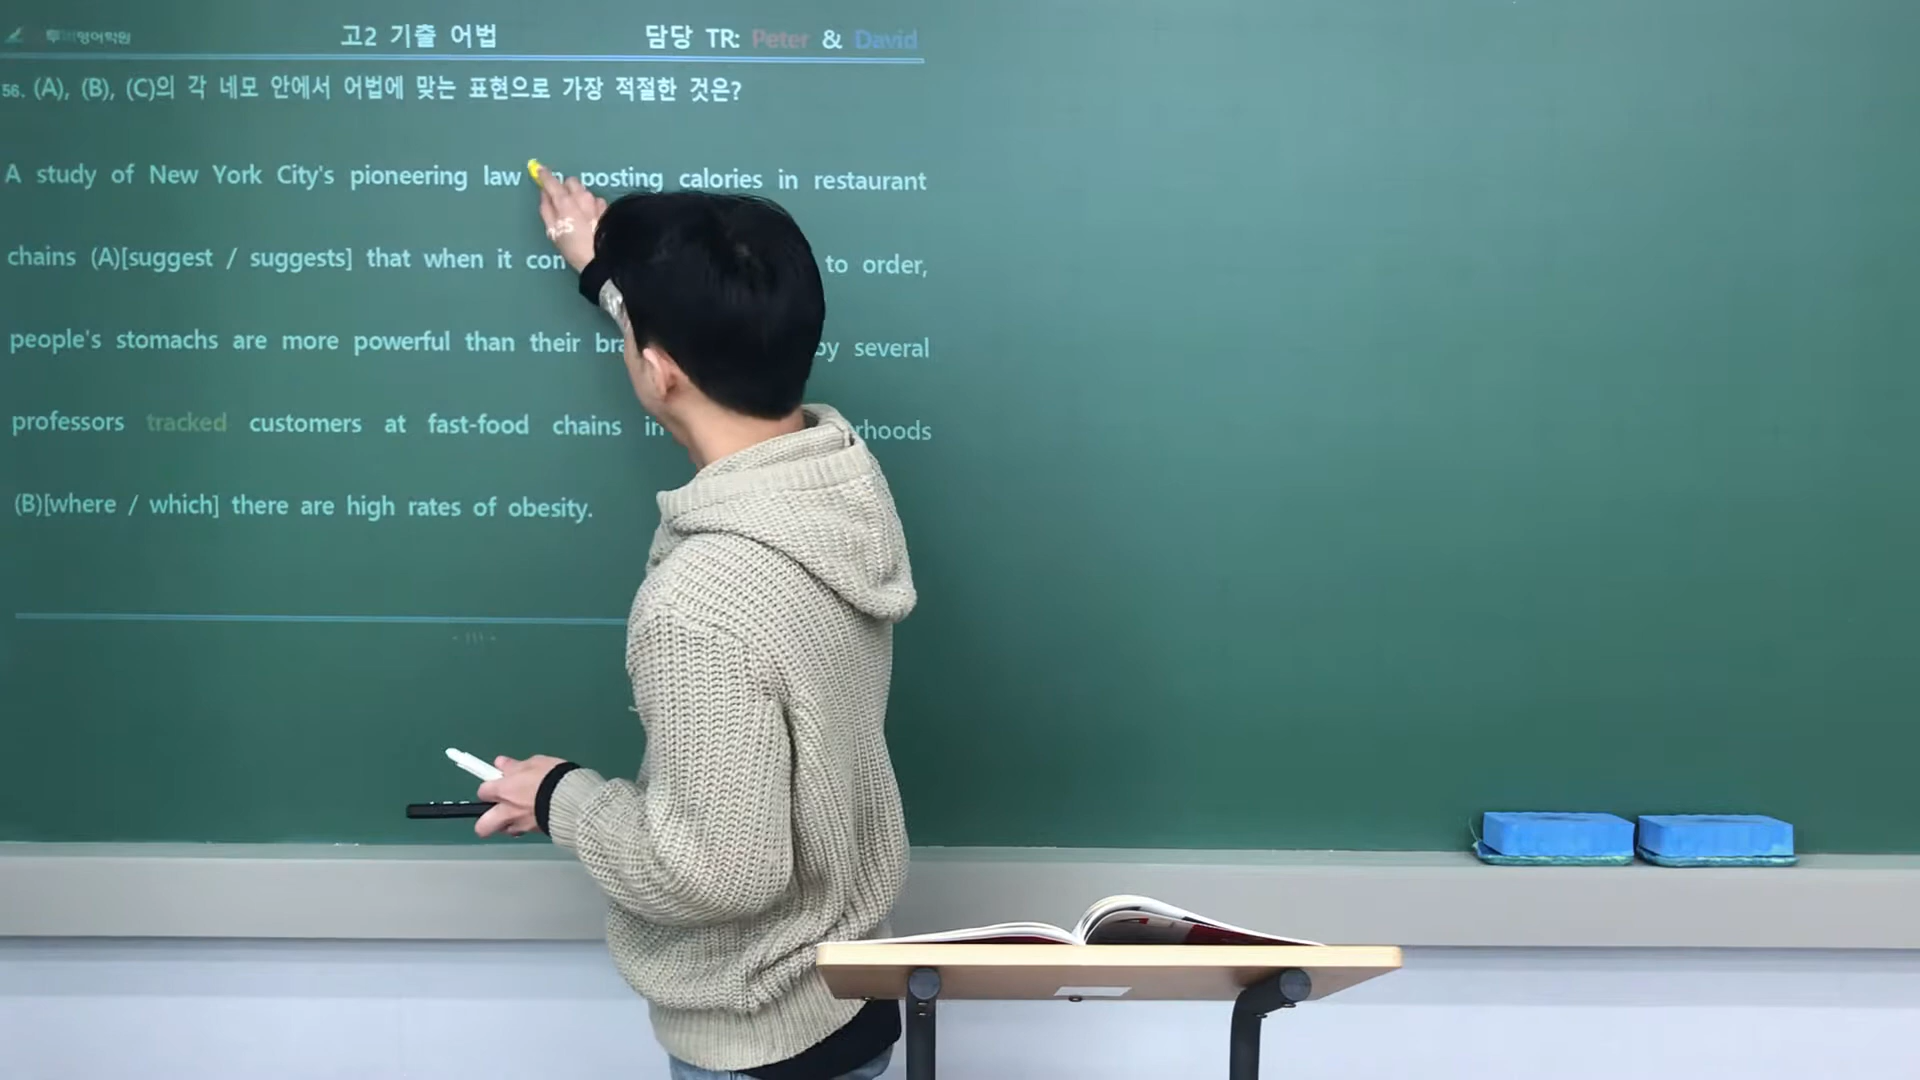 영어학원 고2 기출 어법 담당 TR: Peter & David
56. (A), (B), (C)의 각 네모 안에서 어법에 맞는 표현으로 가장 적절한 것은?
A study of New York City's pioneering law posting calories in restaurant
chains (A)[suggest / suggests] that when it to order,
people's stomachs are more powerful than their by several
professors tracked customers at fast-food chains in
(B)[where / which] there are high rates of obesity.